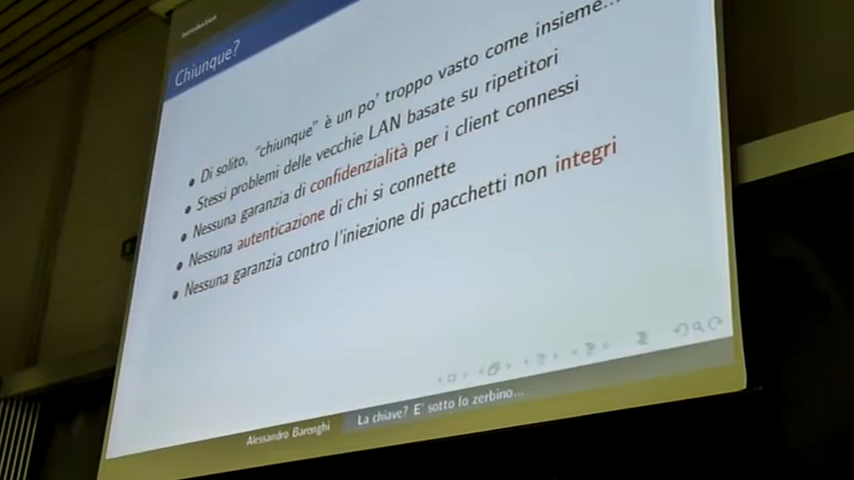 Introduction
Chiunque?
Di solito, "chiunque" è un po' troppo vasto come insieme...
Stessi problemi delle vecchie LAN basate su ripetitori
Nessuna garanzia di confidenzialità per i client connessi
Nessuna autenticazione di chi si connette
Nessuna garanzia contro l'iniezione di pacchetti non integri
Alessandro Barenghi
La chiave? E' sotto lo zerbino...